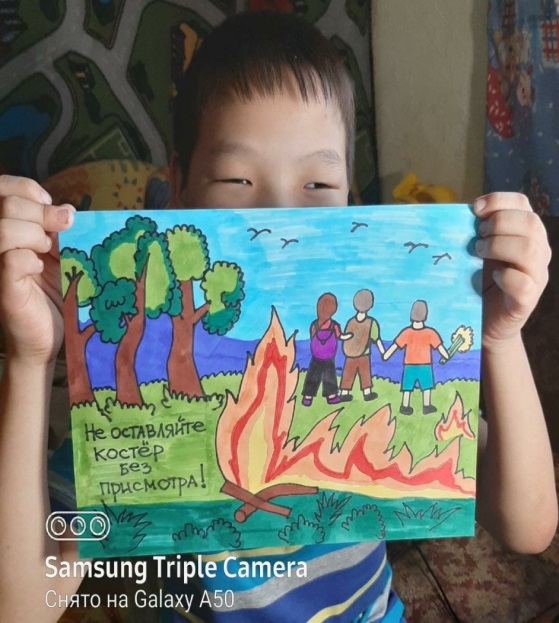 Не оставляйте
костёр
без
присмотра!
Samsung Triple Camera
Снято на Galaxy A50